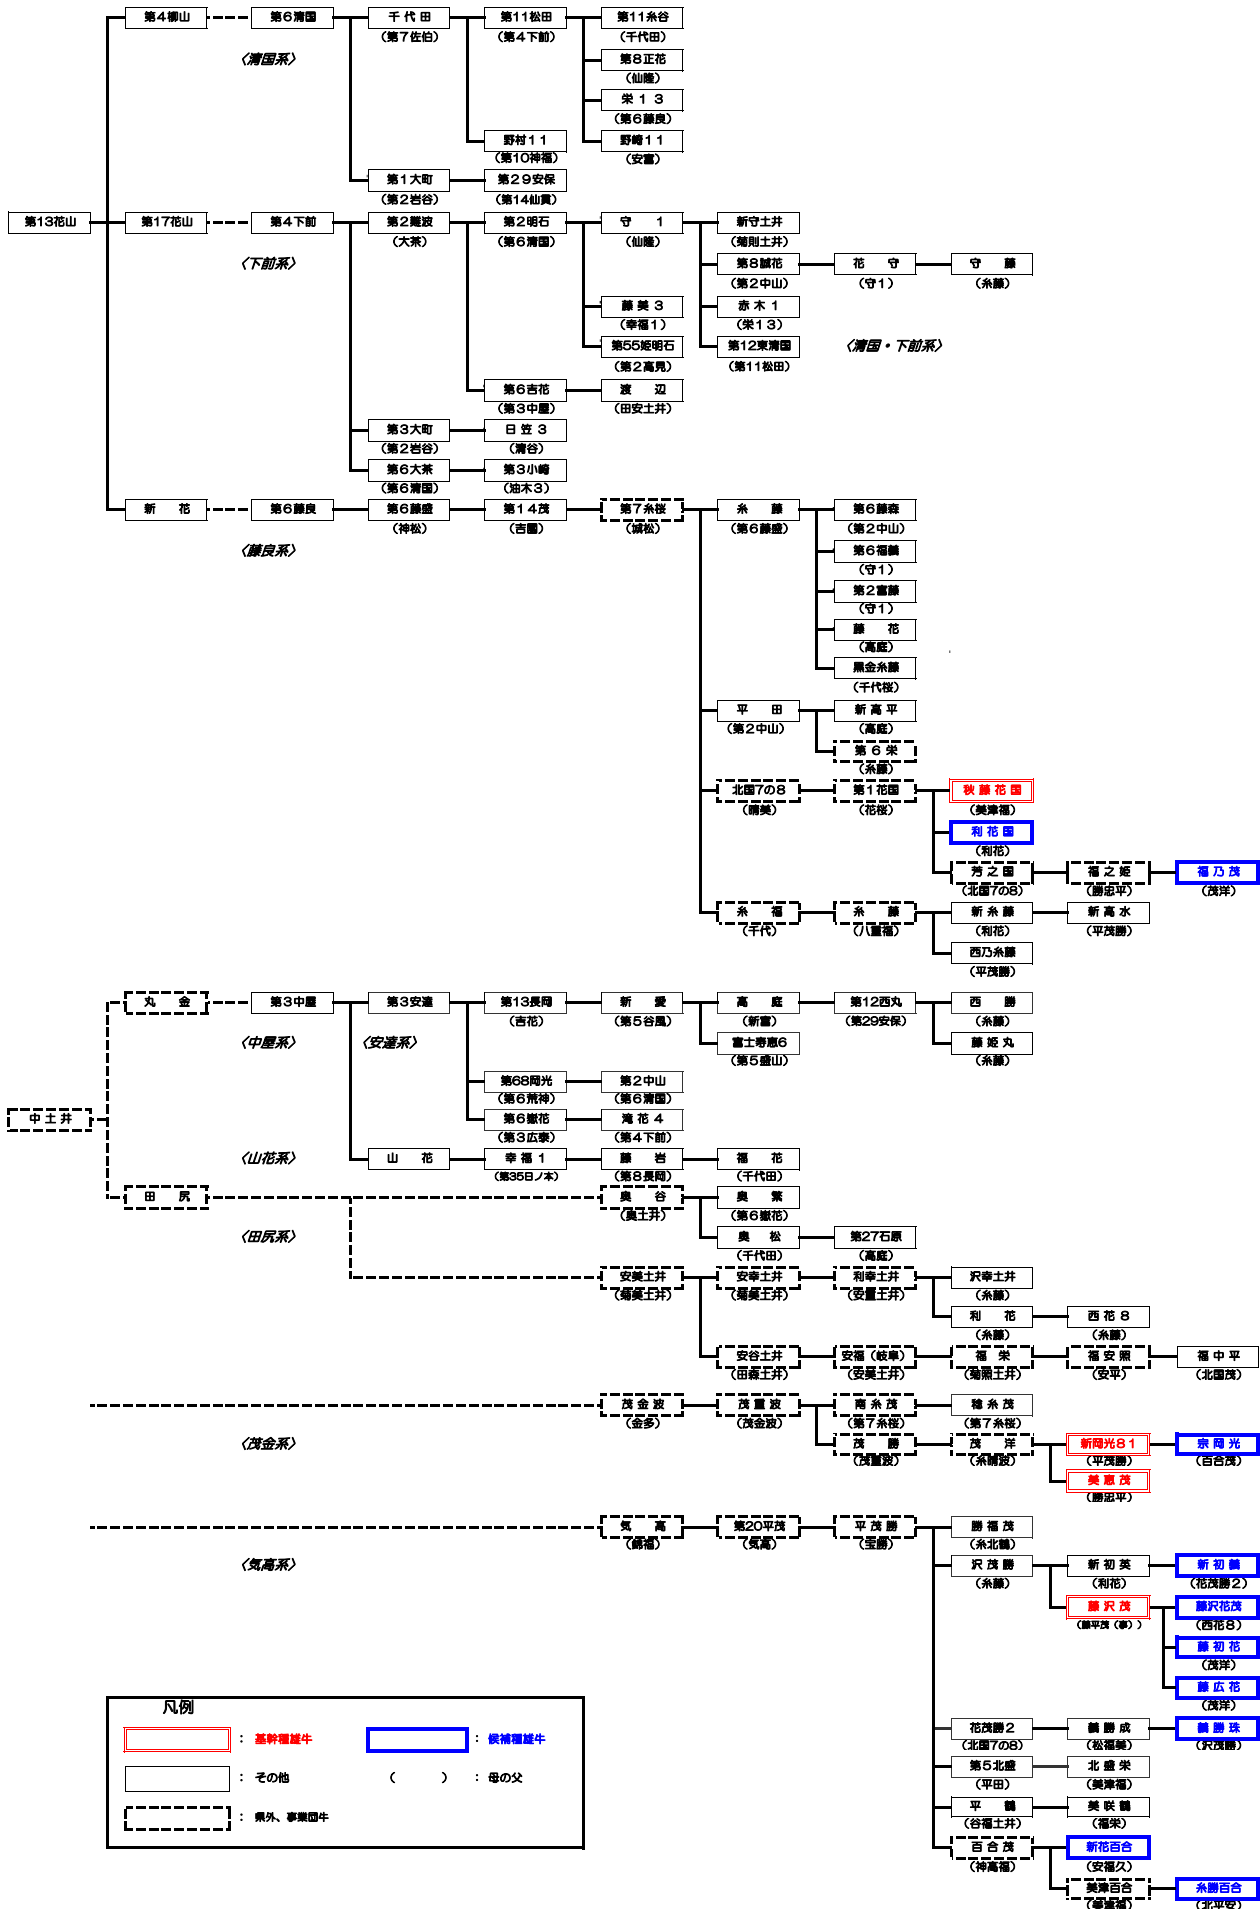 第4柳山 第6清国 千代田 第11松田 第11糸谷
(第7佐伯) (第4下前) (千代田)
〈清国系〉 第8正花
(仙隆)
栄13
(第6藤良)
野村11 野崎11
(第10神福) (安富)
第1大町 第29安保
(第2岩谷) (第14仙貫)
第13花山 第17花山 第4下前 第2難波 第2明石 守1 新守土井
(大茶) (第6清国) (仙隆) (菊則土井)
〈下前系〉 第8誠花 花守 守藤
(第2中山) (守1) (糸藤)
藤美3 赤木1
(幸福1) (栄13)
第55姫明石 第12東清国 〈清国・下前系〉
(第2高見) (第11松田)
第6吉花 渡辺
(第3中屋) (田安土井)
第3大町 日笠3
(第2岩谷) (清谷)
第6大茶 第3小崎
(第6清国) (油木3)
新花 第6藤良 第6藤盛 第14茂 第7糸桜 糸藤 第6藤森
(神松) (吉園) (城松) (第6藤盛) (第2中山)
〈藤良系〉 第6福鶴
(守1)
第2富藤
(守1)
藤花
(高庭)
黒金糸藤
(千代桜)
平田 新高平
(第2中山) (高庭)
第6栄
(糸藤)
北国7の8 第1花国 秋藤花国
(晴美) (花桜) (美津福)
利花国
(利花)
芳之国 福之姫 福乃茂
(北国7の8) (勝忠平) (茂洋)
糸福 糸藤 新糸藤 新高水
(千代) (八重福) (利花) (平茂勝)
西乃糸藤
(平茂勝)
丸金 第3中屋 第3安達 第13長岡 新愛 高庭 第12西丸 西勝
(吉花) (第5谷風) (新富) (第29安保) (糸藤)
〈中屋系〉 〈安達系〉 富士寿恵6 藤姫丸
(第5盛山) (糸藤)
第68岡光 第2中山
(第6荒神) (第6清国)
中土井 第6嶽花 滝花4
(第3広泰) (第4下前)
〈山花系〉 山花 幸福1 藤岩 福花
(第35日ノ本) (第8長岡) (千代田)
田尻 奥谷 奥繁
(奥土井) (第6嶽花)
〈田尻系〉 奥松 第27石原
(千代田) (高庭)
安美土井 安幸土井 利幸土井 沢幸土井
(菊美土井) (菊美土井) (安重土井) (糸藤)
利花 西花8
(糸藤) (糸藤)
安谷土井 安福(岐阜) 福栄 福安照 福中平
(田森土井) (安美土井) (菊照土井) (安平) (北国茂)
茂金波 茂重波 南糸茂 稔糸茂
(金多) (茂金波) (第7糸桜) (第7糸桜)
〈茂金系〉 茂勝 茂洋 新岡光81 宗岡光
(茂重波) (糸晴波) (平茂勝) (百合茂)
美恵茂
(勝忠平)
気高 第20平茂 平茂勝 勝福茂
(錦福) (気高) (宝勝) (糸北鶴)
〈気高系〉 沢茂勝 新初英 新初鶴
(糸藤) (利花) (花茂勝2)
藤沢茂 藤沢花茂
(藤平茂(事)) (西花8)
藤初花
(茂洋)
藤広花
(茂洋)
凡例
花茂勝2 鶴勝成 鶴勝珠
(北国7の8) (松福美) (沢茂勝)
: 基幹種雄牛 : 候補種雄牛
第5北盛 北盛栄
(平田) (美津福)
: その他 ( ) : 母の父
平鶴 美咲鶴
(谷福土井) (福栄)
: 県外、事業団牛
百合茂 新花百合
(神高福) (安福久)
美津百合 糸勝百合
(美津福) (北平安)